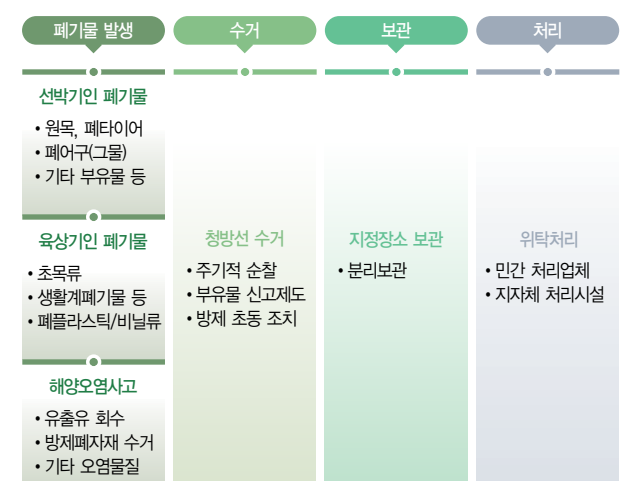 폐기물 발생
수거
보관
처리
선박기인 폐기물
• 원목, 폐타이어
• 폐어구(그물)
• 기타 부유물 등
육상기인 폐기물
• 초목류
• 생활계폐기물 등
• 폐플라스틱/비닐류
해양오염사고
• 유출유 회수
• 방제폐자재 수거
• 기타 오염물질
청방선 수거
• 주기적 순찰
• 부유물 신고제도
• 방제 초동 조치
지정장소 보관
• 분리보관
위탁처리
• 민간 처리업체
• 지자체 처리시설